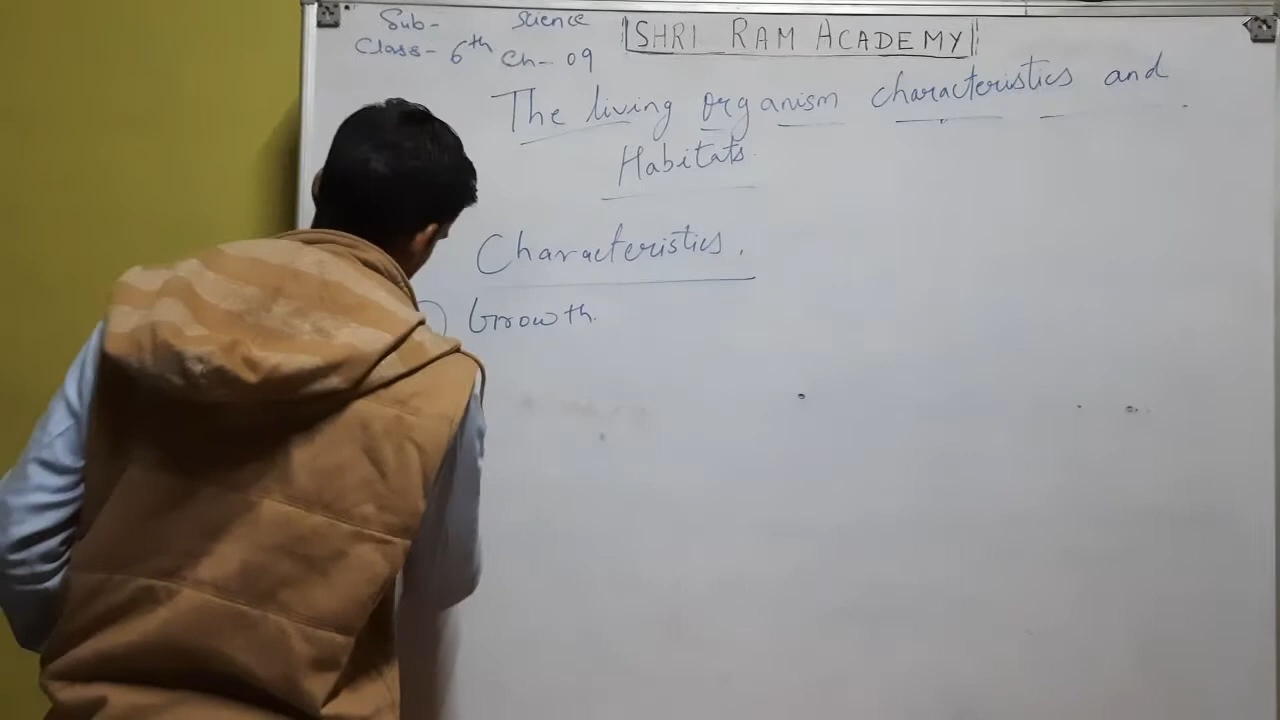 Sub- Science
Class- 6th Ch- 09
SHRI RAM ACADEMY
The living organism characteristics and
Habitats.
Characteristics.
Growth.